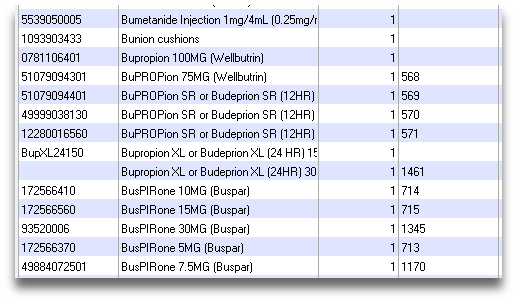 5539050005 Bumetanide Injection 1mg/4mL (0.25mg/r 1
1093903433 Bunion cushions 1
0781106401 Bupropion 100MG (Wellbutrin) 1
51079094301 BuPROPion 75MG (Wellbutrin) 1 568
51079094401 BuPROPion SR or Budeprion SR (12HR) 1 569
49999038130 BuPROPion SR or Budeprion SR (12HR) 1 570
12280016560 BuPROPion SR or Budeprion SR (12HR) 1 571
BupXL24150 Bupropion XL or Budeprion XL (24 HR) 15 1
Bupropion XL or Budeprion XL (24HR) 30 1 1461
172566410 BusPIRone 10MG (Buspar) 1 714
172566560 BusPIRone 15MG (Buspar) 1 715
93520006 BusPIRone 30MG (Buspar) 1 1345
172566370 BusPIRone 5MG (Buspar) 1 713
49884072501 BusPIRone 7.5MG (Buspar) 1 1170